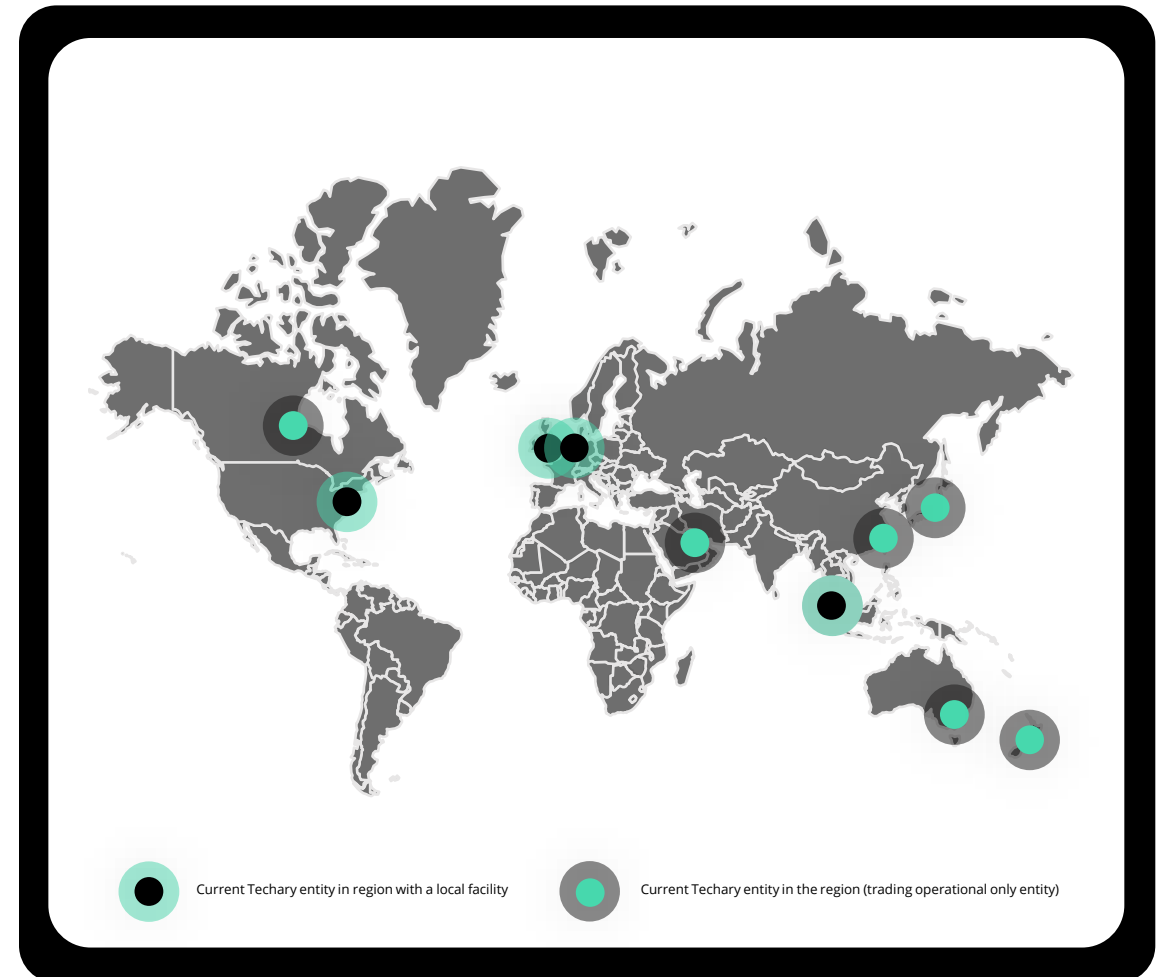 Current Techary entity in region with a local facility
Current Techary entity in the region (trading operational only entity)